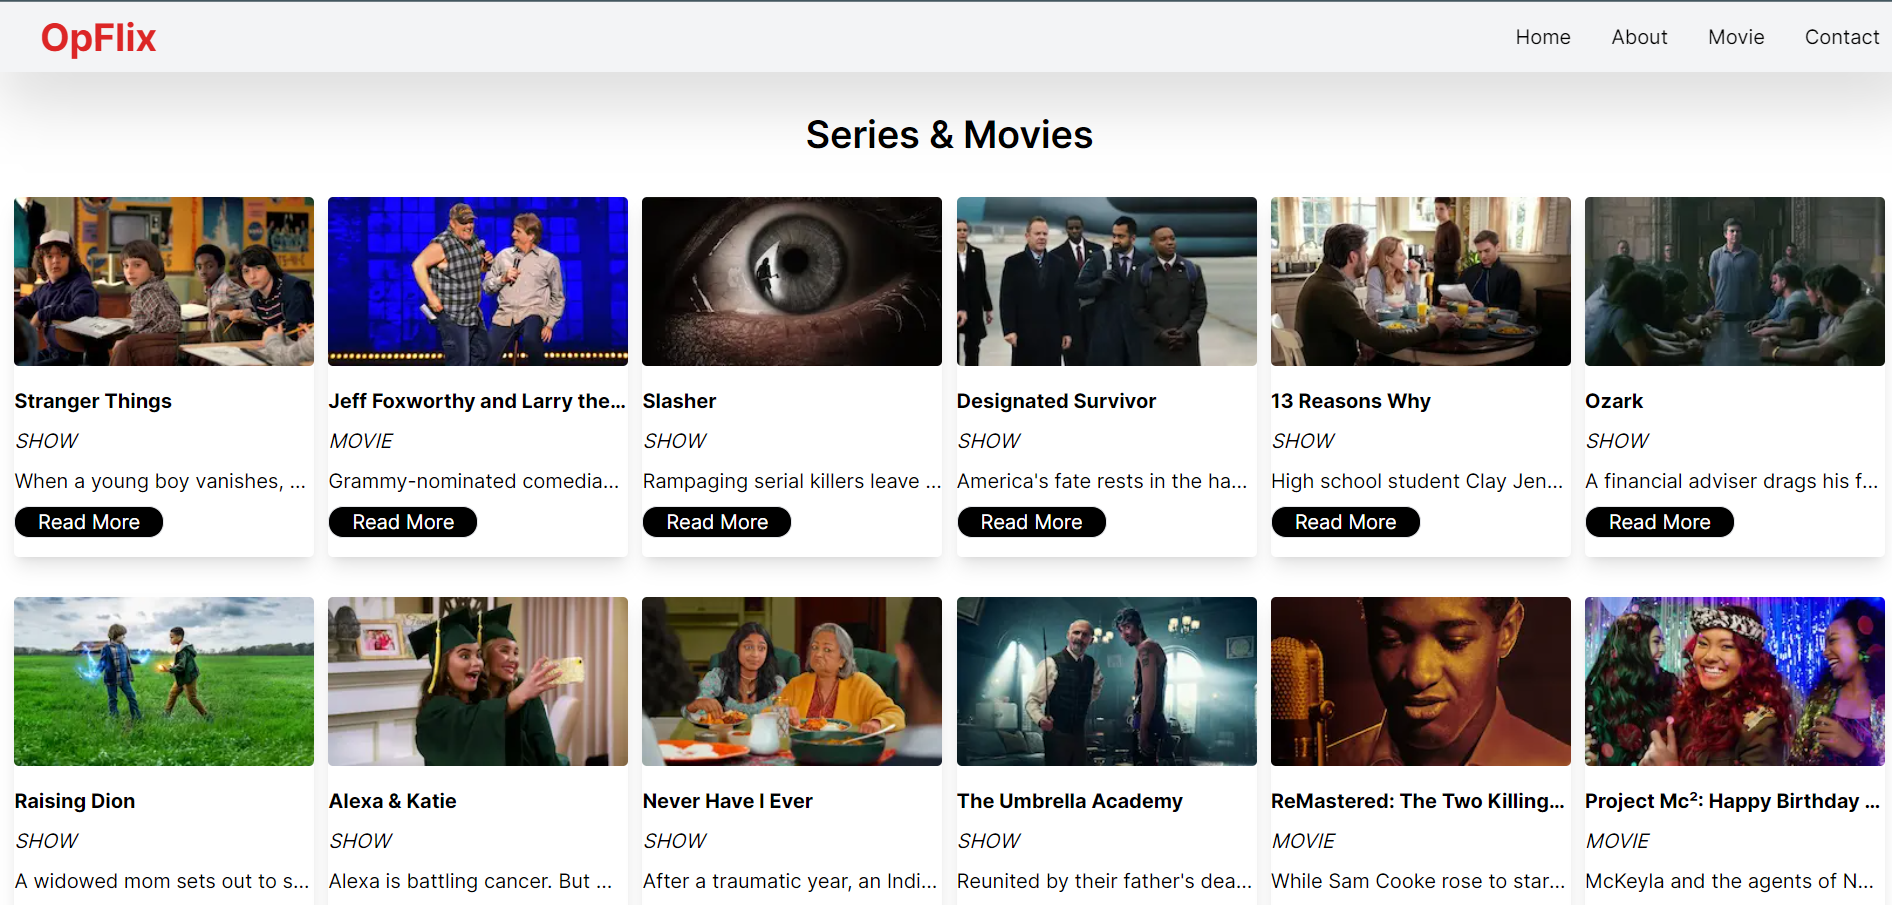 OpFlix
Home About Movie Contact
Series & Movies
Stranger Things
SHOW
When a young boy vanishes, ...
Read More
Jeff Foxworthy and Larry the...
MOVIE
Grammy-nominated comedia...
Read More
Slasher
SHOW
Rampaging serial killers leave ...
Read More
Designated Survivor
SHOW
America's fate rests in the ha...
Read More
13 Reasons Why
SHOW
High school student Clay Jen...
Read More
Ozark
SHOW
A financial adviser drags his f...
Read More
Raising Dion
SHOW
A widowed mom sets out to s...
Alexa & Katie
SHOW
Alexa is battling cancer. But ...
Never Have I Ever
SHOW
After a traumatic year, an Indi...
The Umbrella Academy
SHOW
Reunited by their father's dea...
ReMastered: The Two Killing...
MOVIE
While Sam Cooke rose to star...
Project Mc²: Happy Birthday ...
MOVIE
McKeyla and the agents of N...